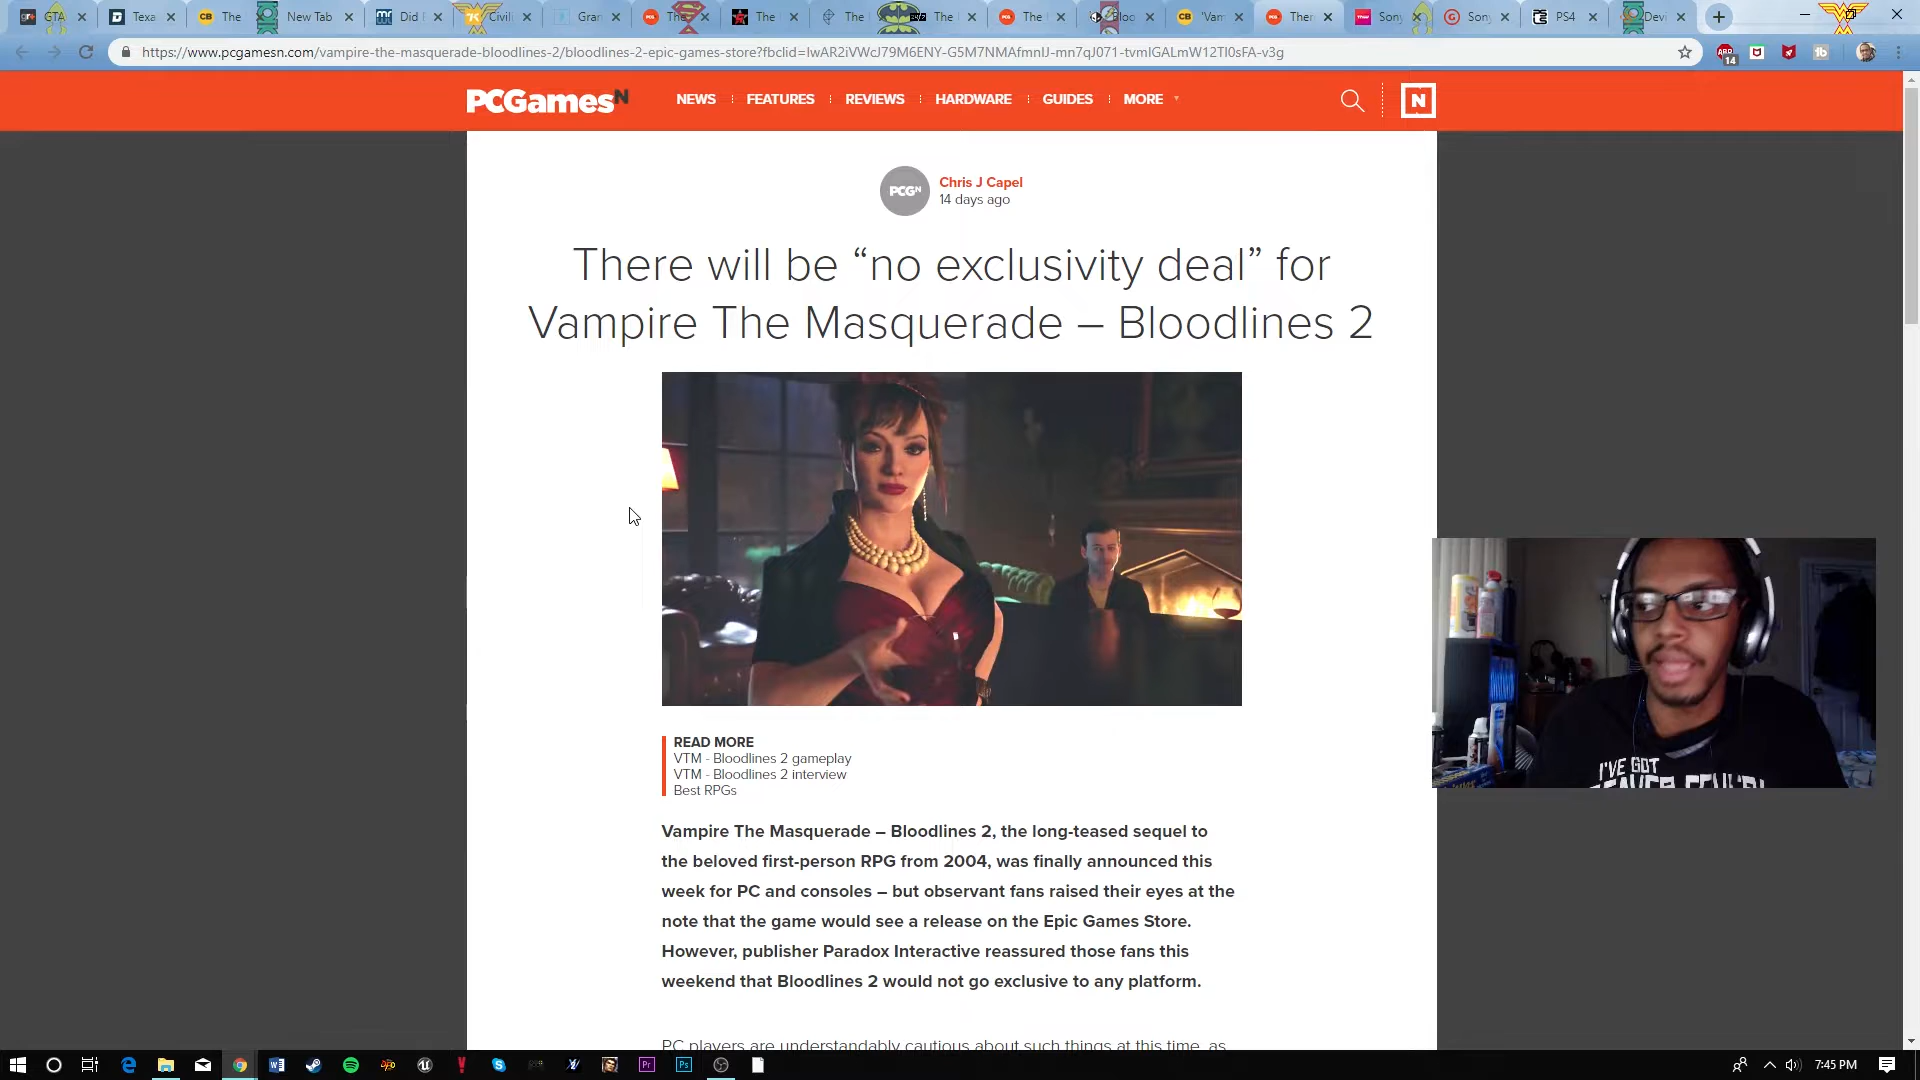 GTA
Texa
CB The
New Tab
Did E
Civili
Gran
The
The
The
The
The
Bloo
CB "Van
Ther
Sony
Sony
PS4
Devi
https://www.pcgamesn.com/vampire-the-masquerade-bloodlines-2/bloodlines-2-epic-games-store?fbclid=IwAR2iVWcJ79M6ENY-G5M7NMAfmnIJ-mn7qJ071-tvmIGALmW12TI0sFA-v3g
14
PCGamesN
NEWS
FEATURES
REVIEWS
HARDWARE
GUIDES
MORE
N
PCGN
Chris J Capel
14 days ago
There will be “no exclusivity deal” for
Vampire The Masquerade – Bloodlines 2
READ MORE
VTM - Bloodlines 2 gameplay
VTM - Bloodlines 2 interview
Best RPGs
Vampire The Masquerade – Bloodlines 2, the long-teased sequel to
the beloved first-person RPG from 2004, was finally announced this
week for PC and consoles – but observant fans raised their eyes at the
note that the game would see a release on the Epic Games Store.
However, publisher Paradox Interactive reassured those fans this
weekend that Bloodlines 2 would not go exclusive to any platform.
PC players are understandably cautious about such things at this time, as
I'VE GOT
7:45 PM